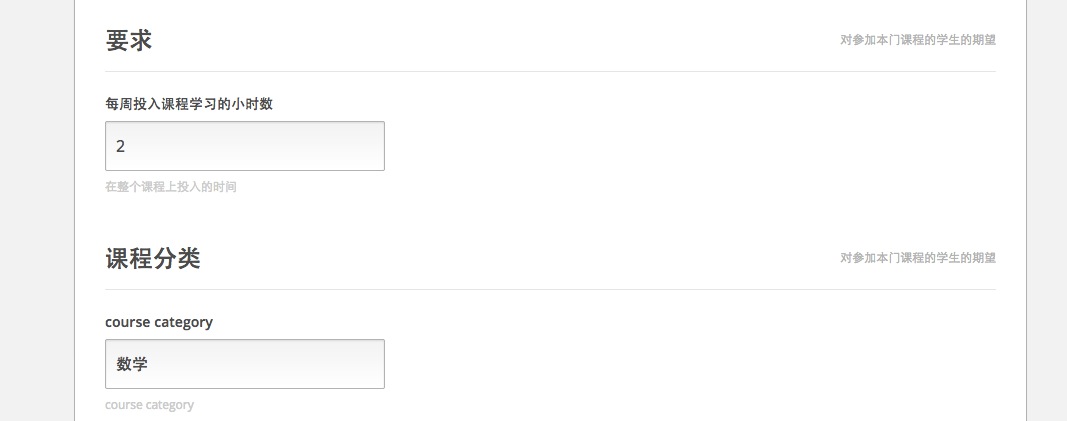 要求
对参加本门课程的学生的期望
每周投入课程学习的小时数
2
在整个课程上投入的时间
课程分类
对参加本门课程的学生的期望
course category
数学
course category